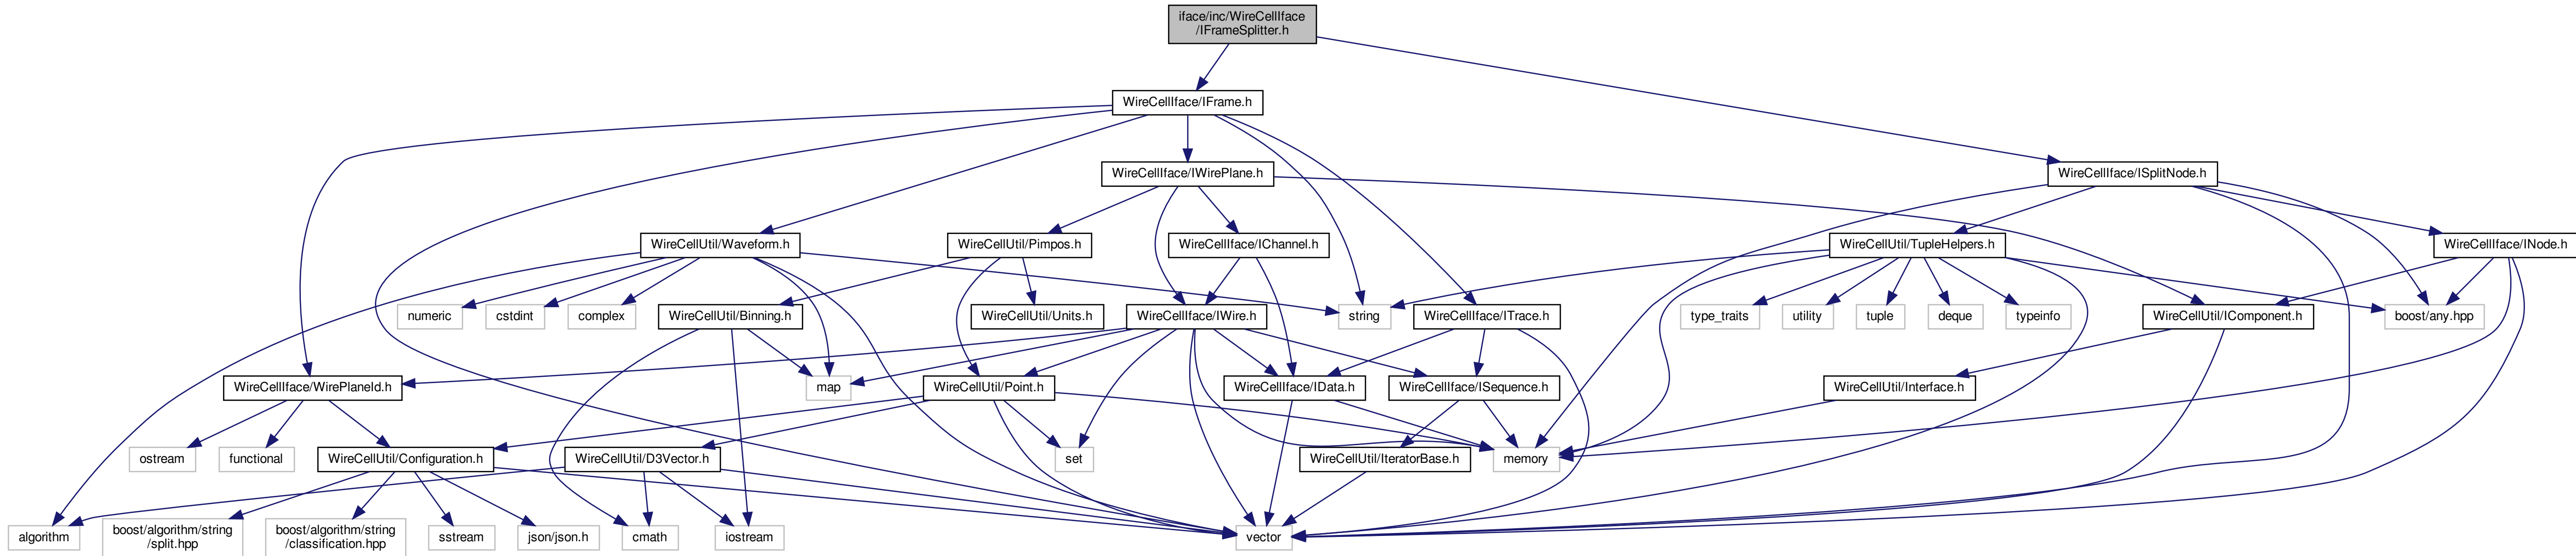 iface/inc/WireCellIface
/IFrameSplitter.h
WireCellIface/IFrame.h
WireCellIface/IWirePlane.h
WireCellIface/ISplitNode.h
WireCellUtil/Waveform.h
WireCellUtil/Pimpos.h
WireCellIface/IChannel.h
WireCellUtil/TupleHelpers.h
WireCellIface/INode.h
numeric
cstdint
complex
WireCellUtil/Binning.h
WireCellUtil/Units.h
WireCellIface/IWire.h
string
WireCellIface/ITrace.h
type_traits
utility
tuple
deque
typeinfo
WireCellUtil/IComponent.h
boost/any.hpp
WireCellIface/WirePlaneId.h
map
WireCellUtil/Point.h
WireCellIface/IData.h
WireCellIface/ISequence.h
WireCellUtil/Interface.h
ostream
functional
WireCellUtil/Configuration.h
WireCellUtil/D3Vector.h
set
WireCellUtil/IteratorBase.h
memory
algorithm
boost/algorithm/string
/split.hpp
boost/algorithm/string
/classification.hpp
sstream
json/json.h
cmath
iostream
vector